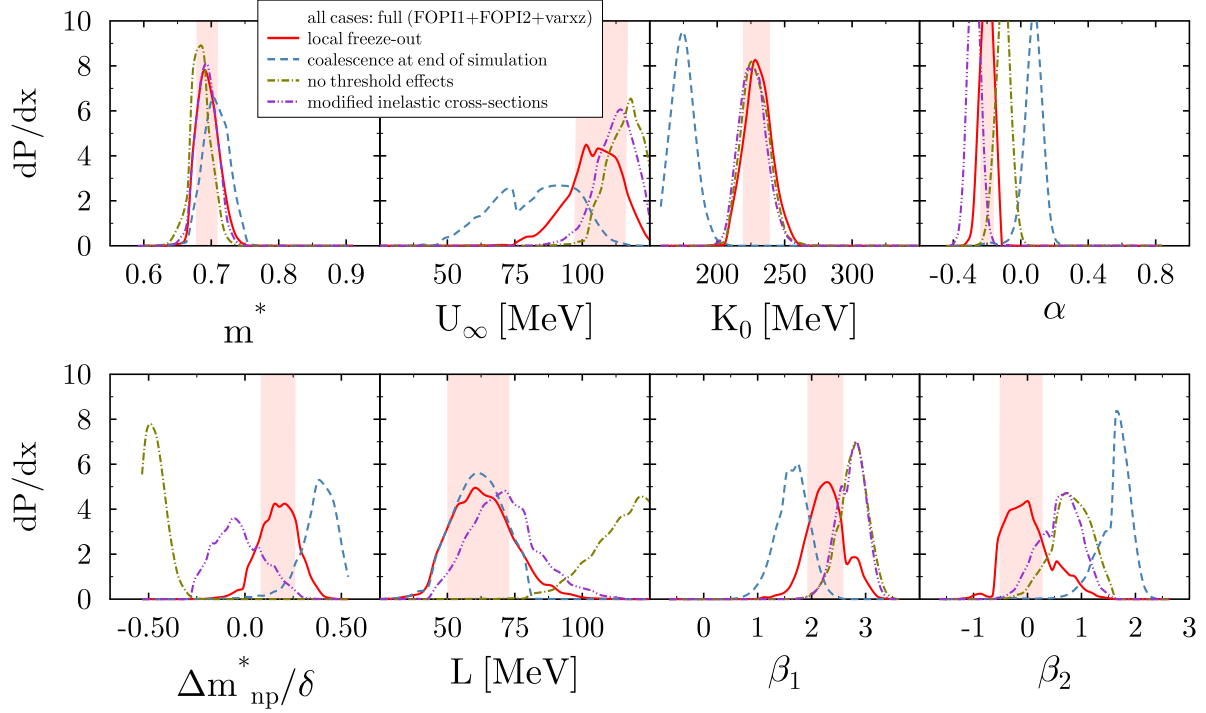 all cases: full (FOPI1+FOPI2+varxz)
local freeze-out
coalescence at end of simulation
no threshold effects
modified inelastic cross-sections
dP/dx
10
8
6
4
2
0
0.6 0.7 0.8 0.9
50 75 100
200 250 300
-0.4 0.0 0.4 0.8
m*
U∞ [MeV]
K0 [MeV]
α
dP/dx
10
8
6
4
2
0
-0.50 0.0 0.50
50 75 100
0 1 2 3
-1 0 1 2 3
Δm*np/δ
L [MeV]
β1
β2